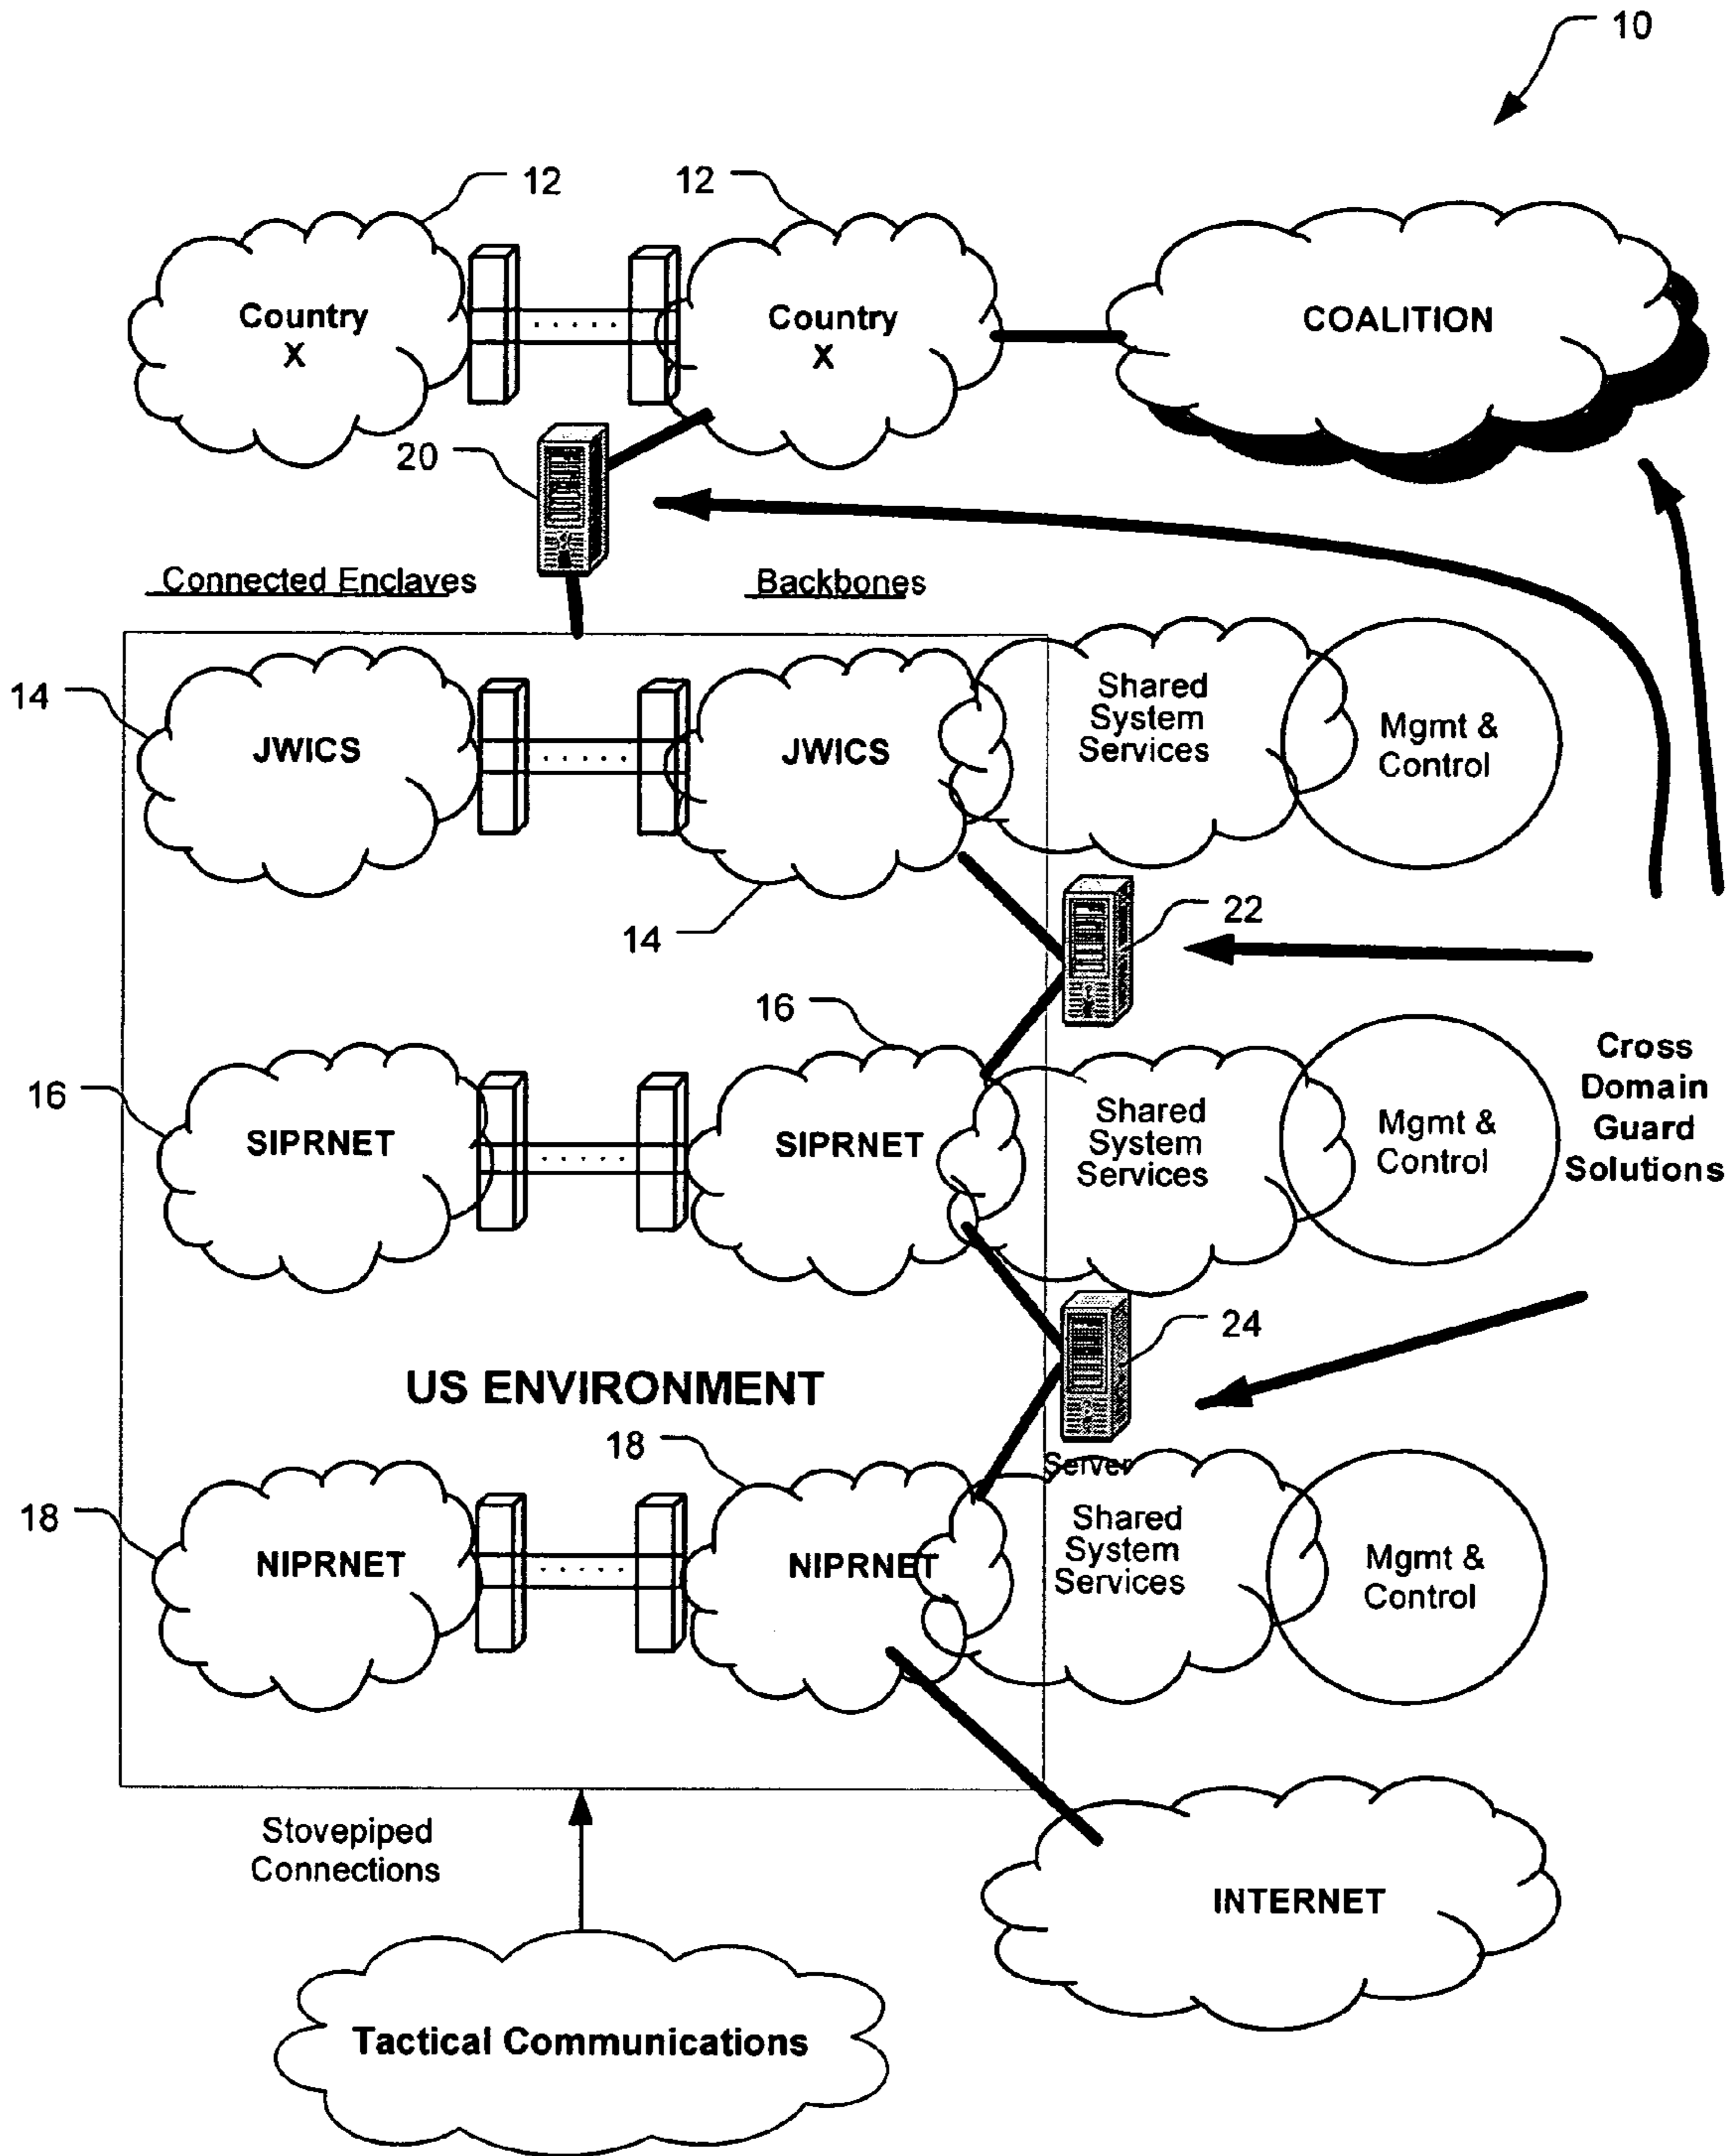 10
12
12
Country
X
Country
X
COALITION
20
Connected Enclaves
Backbones
14
JWICS
JWICS
Shared
System
Services
Mgmt &
Control
14
22
16
16
SIPRNET
SIPRNET
Shared
System
Services
Mgmt &
Control
Cross
Domain
Guard
Solutions
24
US ENVIRONMENT
18
Server
18
NIPRNET
NIPRNET
Shared
System
Services
Mgmt &
Control
Stovepiped
Connections
INTERNET
Tactical Communications